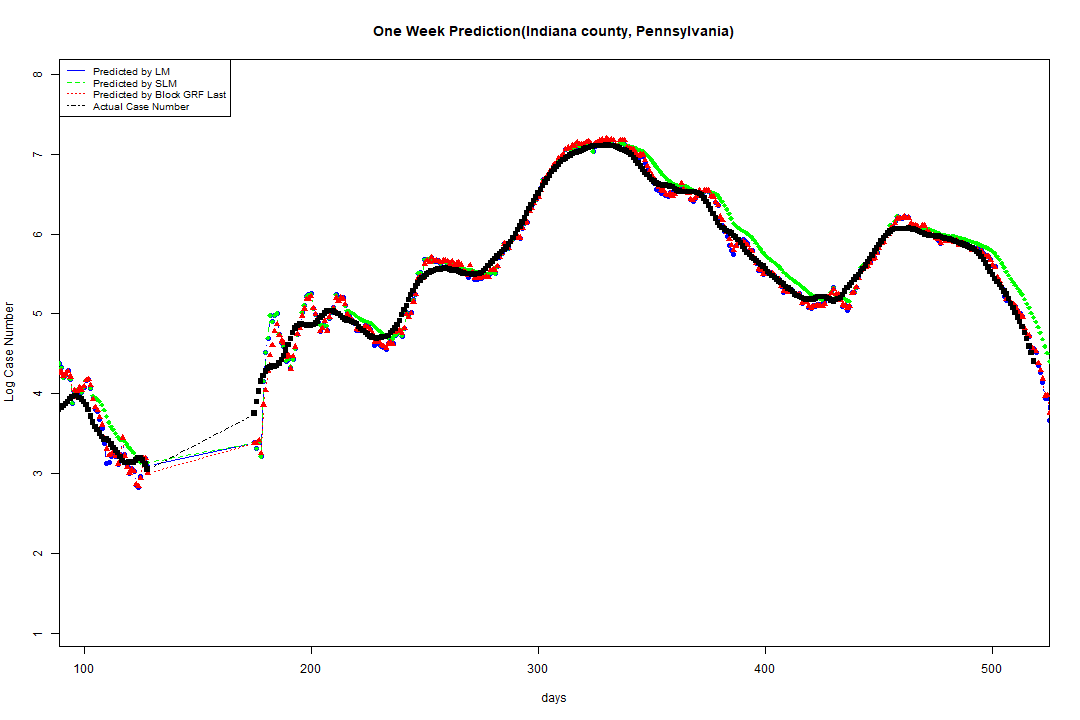 One Week Prediction(Indiana county, Pennsylvania)
Predicted by LM
Predicted by SLM
Predicted by Block GRF Last
Actual Case Number
Log Case Number
8
7
6
5
4
3
2
1
100 200 300 400 500
days